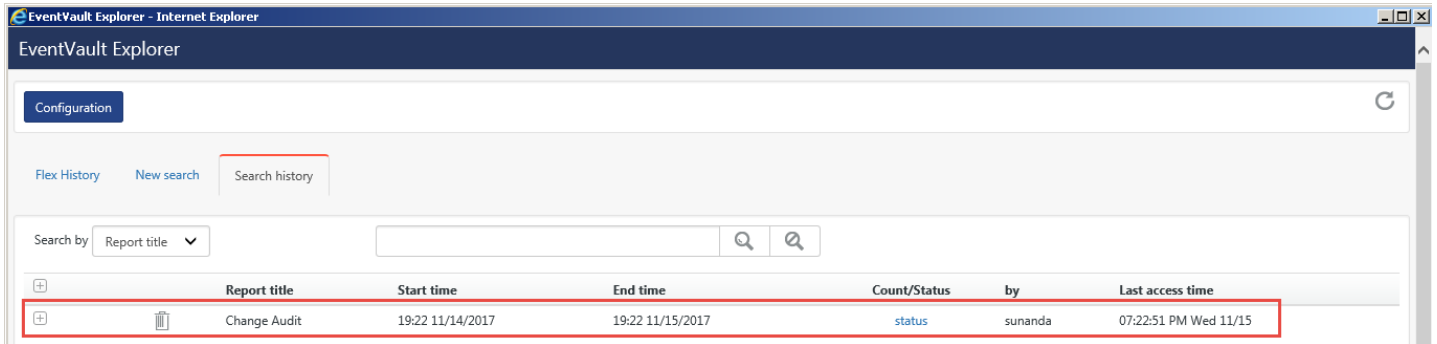 EventVault Explorer - Internet Explorer
EventVault Explorer
Configuration
Flex History New search Search history
Search by Report title
Report title Start time End time Count/Status by Last access time
Change Audit 19:22 11/14/2017 19:22 11/15/2017 status sunanda 07:22:51 PM Wed 11/15